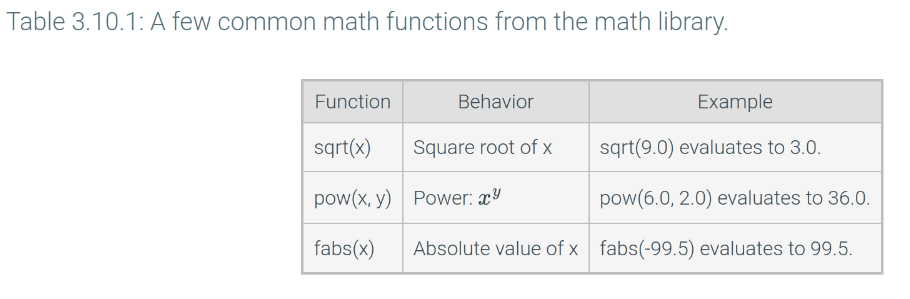 Table 3.10.1: A few common math functions from the math library.
Function Behavior Example
sqrt(x) Square root of x sqrt(9.0) evaluates to 3.0.
pow(x, y) Power: x^y pow(6.0, 2.0) evaluates to 36.0.
fabs(x) Absolute value of x fabs(-99.5) evaluates to 99.5.